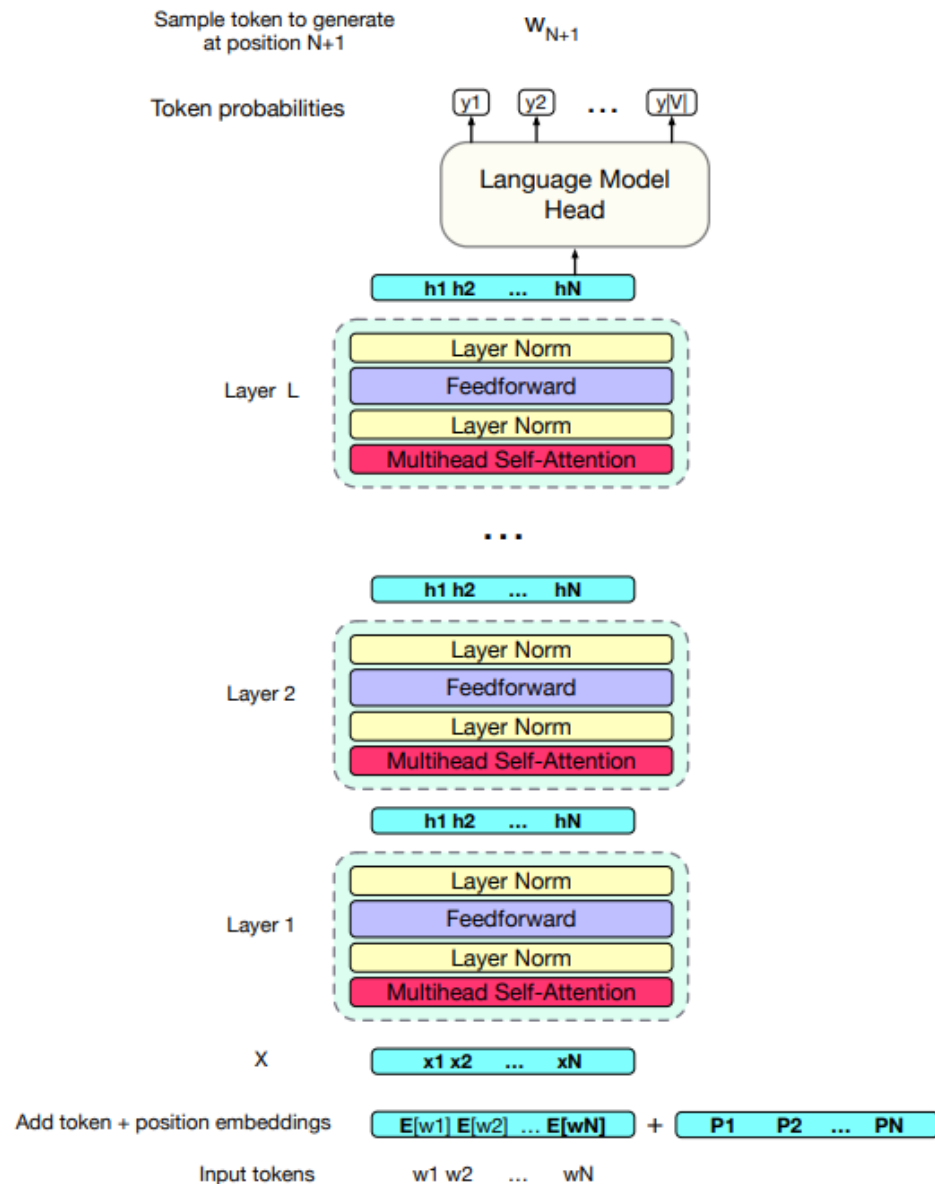 Sample token to generate
at position N+1
w_{N+1}
Token probabilities
y1 y2 ... y|V|
Language Model
Head
h1 h2 ... hN
Layer L
Layer Norm
Feedforward
Layer Norm
Multihead Self-Attention
...
h1 h2 ... hN
Layer 2
Layer Norm
Feedforward
Layer Norm
Multihead Self-Attention
h1 h2 ... hN
Layer 1
Layer Norm
Feedforward
Layer Norm
Multihead Self-Attention
X
x1 x2 ... xN
Add token + position embeddings
E[w1] E[w2] ... E[wN] + P1 P2 ... PN
Input tokens
w1 w2 ... wN